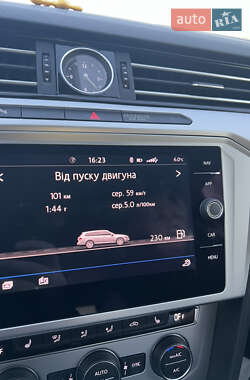 AUTO RIA
16:23
6.0°C
Від пуску двигуна
101 км
сер. 59 км/г
1:44 г
сер.5.0 л/100км
230 км
NAV
APP
CAR
MENU
AUTO
SYNC
A/C
A/C